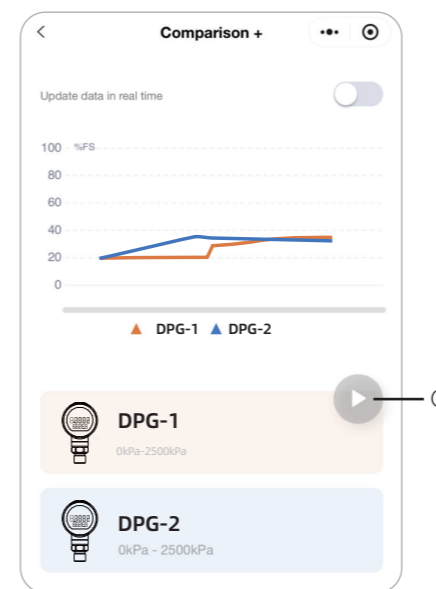 Comparison +
Update data in real time
100 %FS
80
60
40
20
0
DPG-1 DPG-2
DPG-1
0kPa-2500kPa
DPG-2
0kPa - 2500kPa